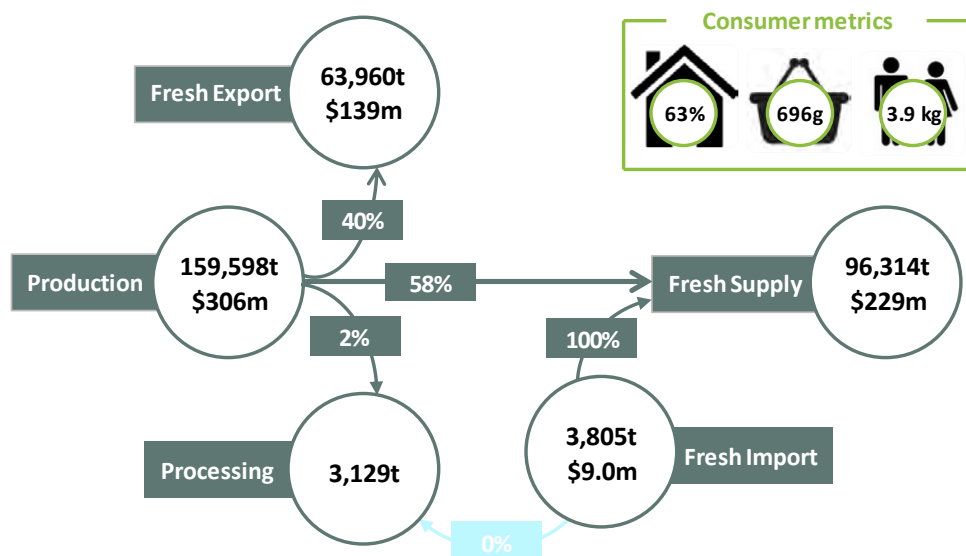 Consumer metrics
63%
696g
3.9 kg
Fresh Export
63,960t
$139m
40%
Production
159,598t
$306m
58%
Fresh Supply
96,314t
$229m
2%
100%
Processing
3,129t
3,805t
$9.0m
Fresh Import
0%